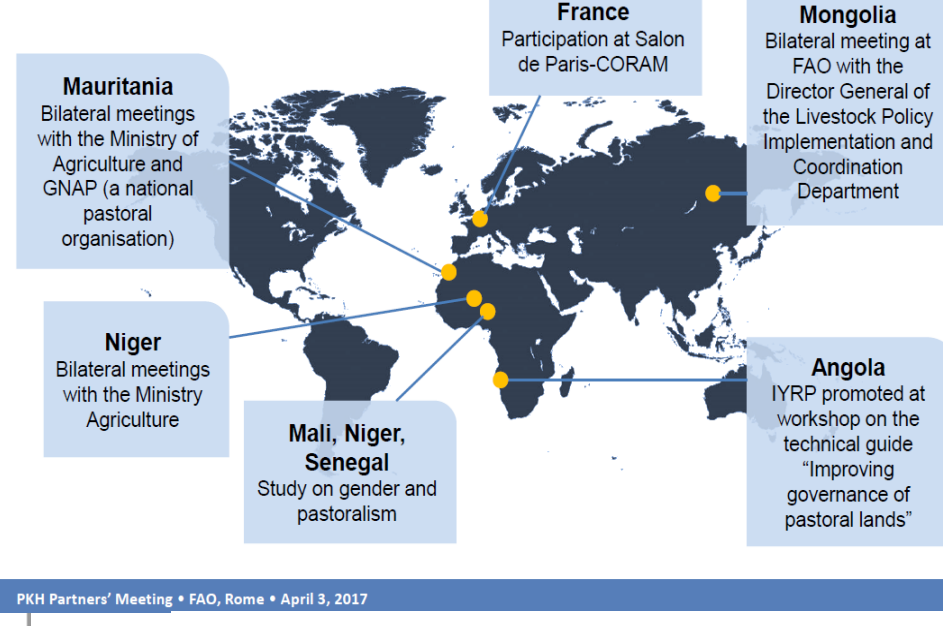 France
Participation at Salon
de Paris-CORAM
Mongolia
Bilateral meeting at
FAO with the
Director General of
the Livestock Policy
Implementation and
Coordination
Department
Mauritania
Bilateral meetings
with the Ministry of
Agriculture and
GNAP (a national
pastoral
organisation)
Niger
Bilateral meetings
with the Ministry
Agriculture
Mali, Niger,
Senegal
Study on gender and
pastoralism
Angola
IYRP promoted at
workshop on the
technical guide
“Improving
governance of
pastoral lands”
PKH Partners’ Meeting • FAO, Rome • April 3, 2017